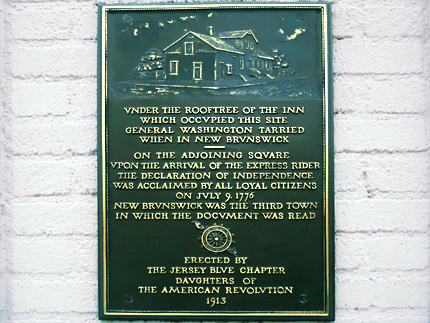 VNDER THE ROOFTREE OF THE INN
WHICH OCCVPIED THIS SITE
GENERAL WASHINGTON TARRIED
WHEN IN NEW BRVNSWICK
ON THE ADJOINING SQVARE
VPON THE ARRIVAL OF THE EXPRESS RIDER
THE DECLARATION OF INDEPENDENCE
WAS ACCLAIMED BY ALL LOYAL CITIZENS
ON JVLY 9, 1776
NEW BRVNSWICK WAS THE THIRD TOWN
IN WHICH THE DOCVMENT WAS READ
ERECTED BY
THE JERSEY BLVE CHAPTER
DAVGHTERS OF
THE AMERICAN REVOLVTION
1913